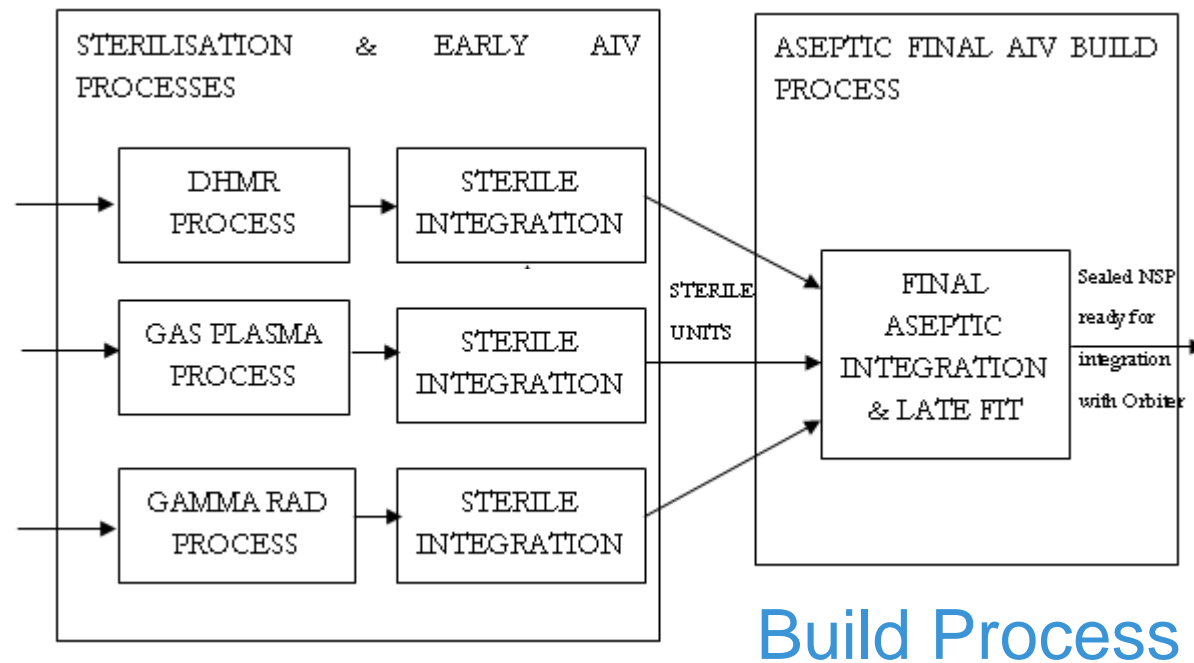 STERILISATION & EARLY AIV
PROCESSES
ASEPTIC FINAL AIV BUILD
PROCESS
DHMR
PROCESS
STERILE
INTEGRATION
GAS PLASMA
PROCESS
STERILE
INTEGRATION
GAMMA RAD
PROCESS
STERILE
INTEGRATION
STERILE
UNITS
FINAL
ASEPTIC
INTEGRATION
& LATE FIT
Sealed NSP
ready for
integration
with Orbiter
Build Process